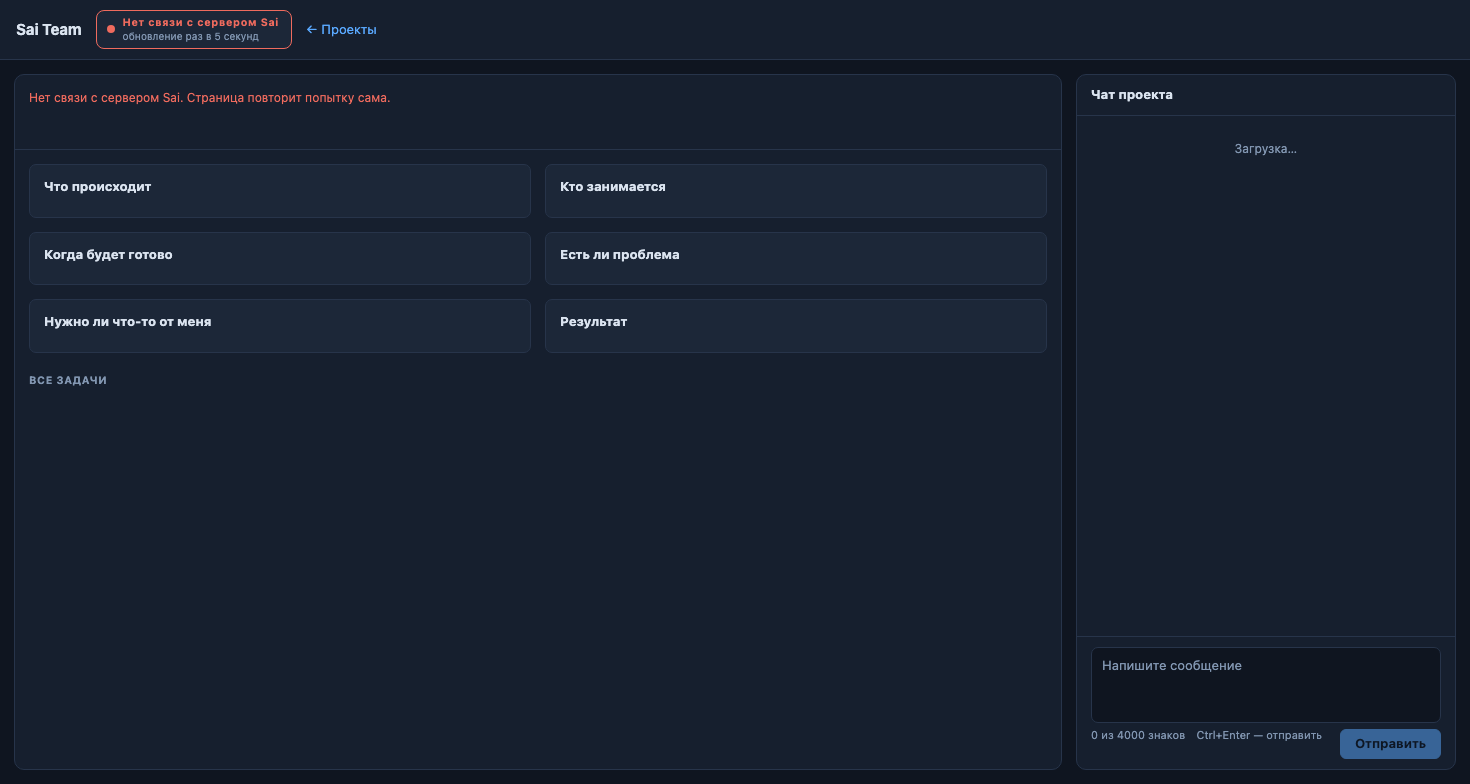 Sai Team
Нет связи с сервером Sai
обновление раз в 5 секунд
← Проекты
Нет связи с сервером Sai. Страница повторит попытку сама.
Что происходит
Кто занимается
Когда будет готово
Есть ли проблема
Нужно ли что-то от меня
Результат
ВСЕ ЗАДАЧИ
Чат проекта
Загрузка…
Напишите сообщение
0 из 4000 знаков
Ctrl+Enter — отправить
Отправить